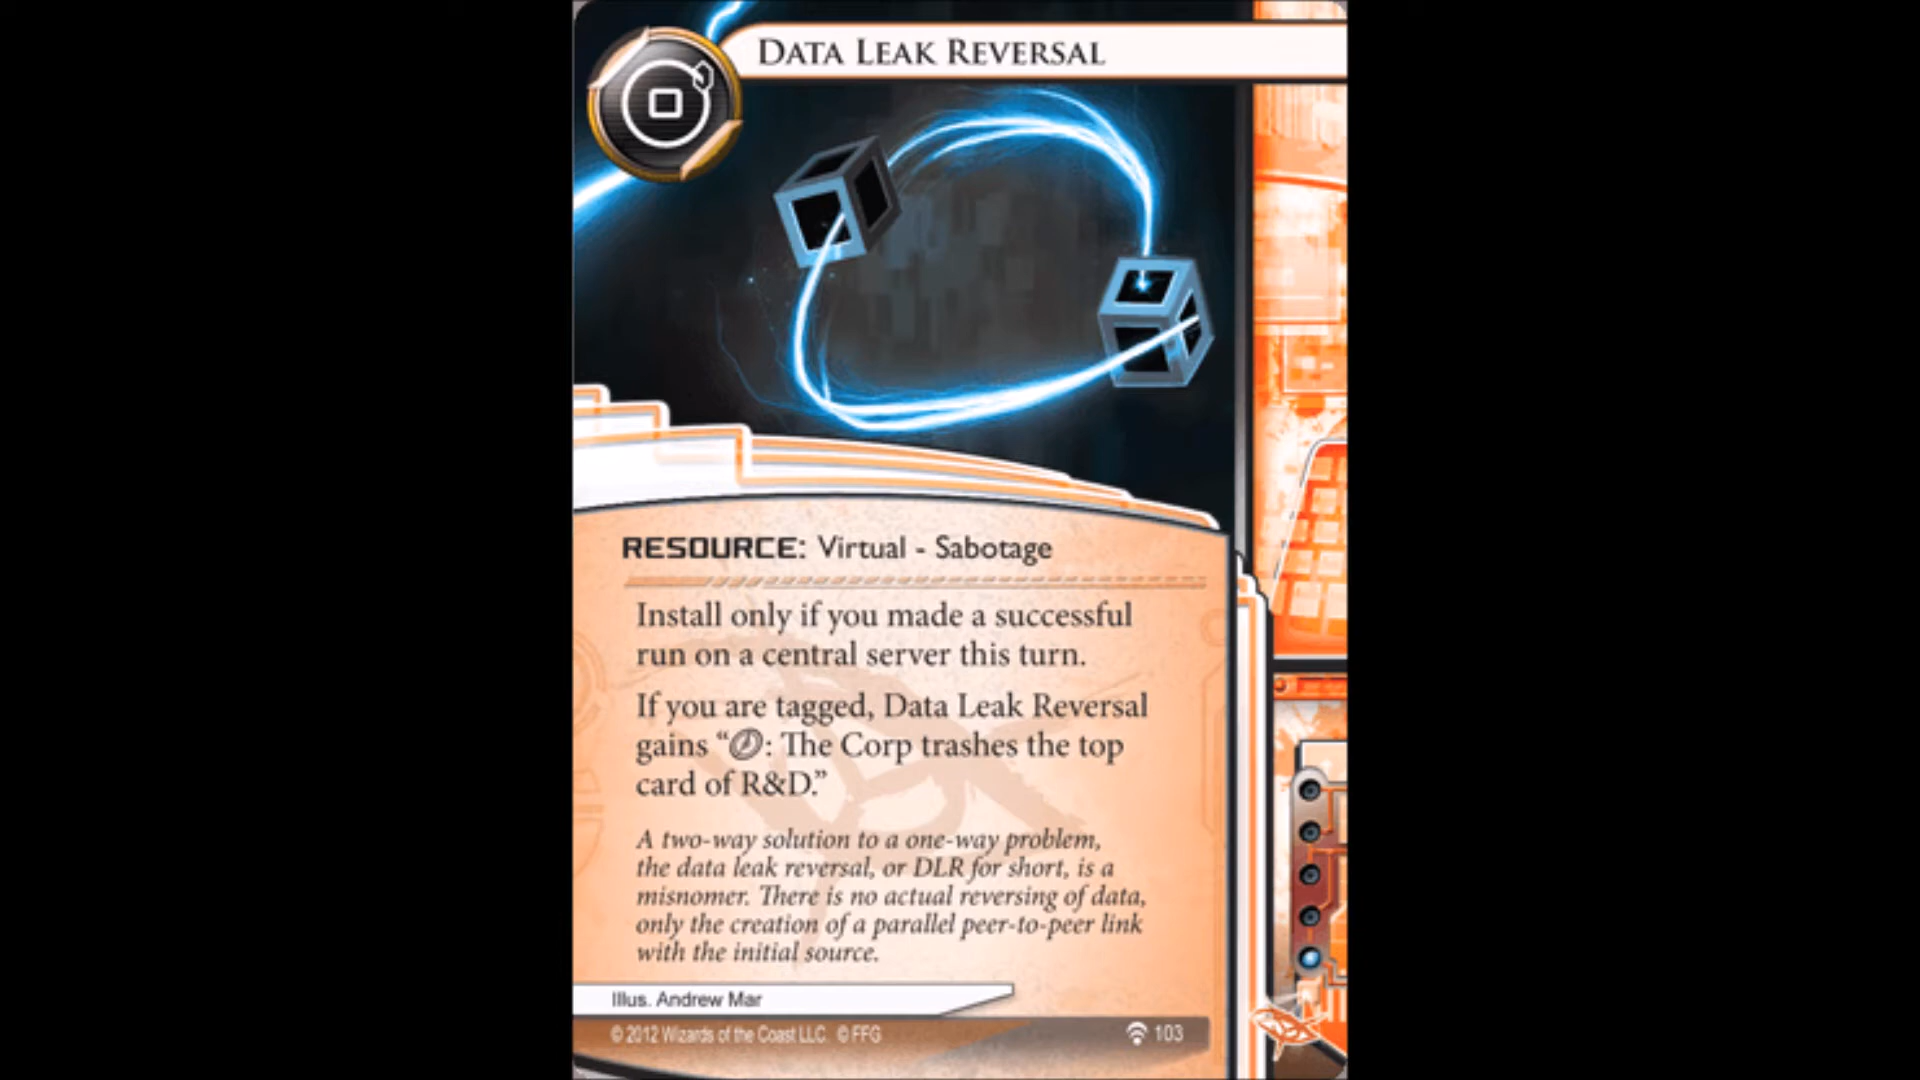 DATA LEAK REVERSAL
0
RESOURCE: Virtual - Sabotage
Install only if you made a successful
run on a central server this turn.
If you are tagged, Data Leak Reversal
gains “: The Corp trashes the top
card of R&D.”
A two-way solution to a one-way problem,
the data leak reversal, or DLR for short, is a
misnomer. There is no actual reversing of data,
only the creation of a parallel peer-to-peer link
with the initial source.
Illus. Andrew Mar
© 2012 Wizards of the Coast LLC. © FFG
103